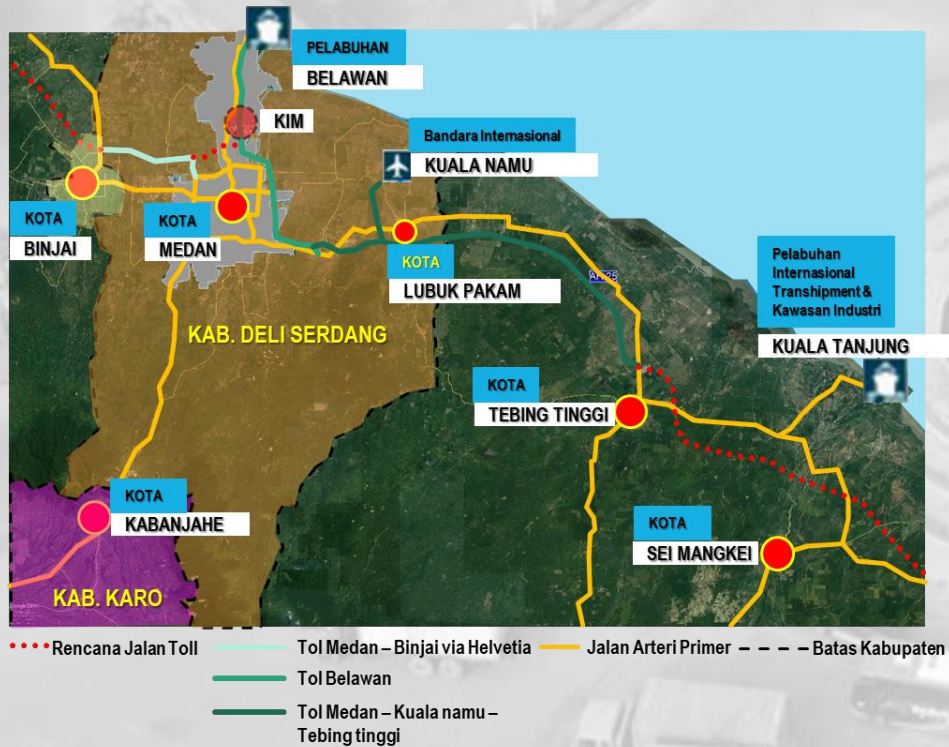 PELABUHAN
BELAWAN
KIM
Bandara Internasional
KUALA NAMU
KOTA
BINJAI
KOTA
MEDAN
KOTA
LUBUK PAKAM
Pelabuhan
Internasional
Transhipment &
Kawasan Industri
KUALA TANJUNG
KAB. DELI SERDANG
KOTA
TEBING TINGGI
KOTA
KABANJAHE
KOTA
SEI MANGKEI
KAB. KARO
Rencana Jalan Toll
Tol Medan – Binjai via Helvetia
Jalan Arteri Primer
Batas Kabupaten
Tol Belawan
Tol Medan – Kuala namu –
Tebing tinggi